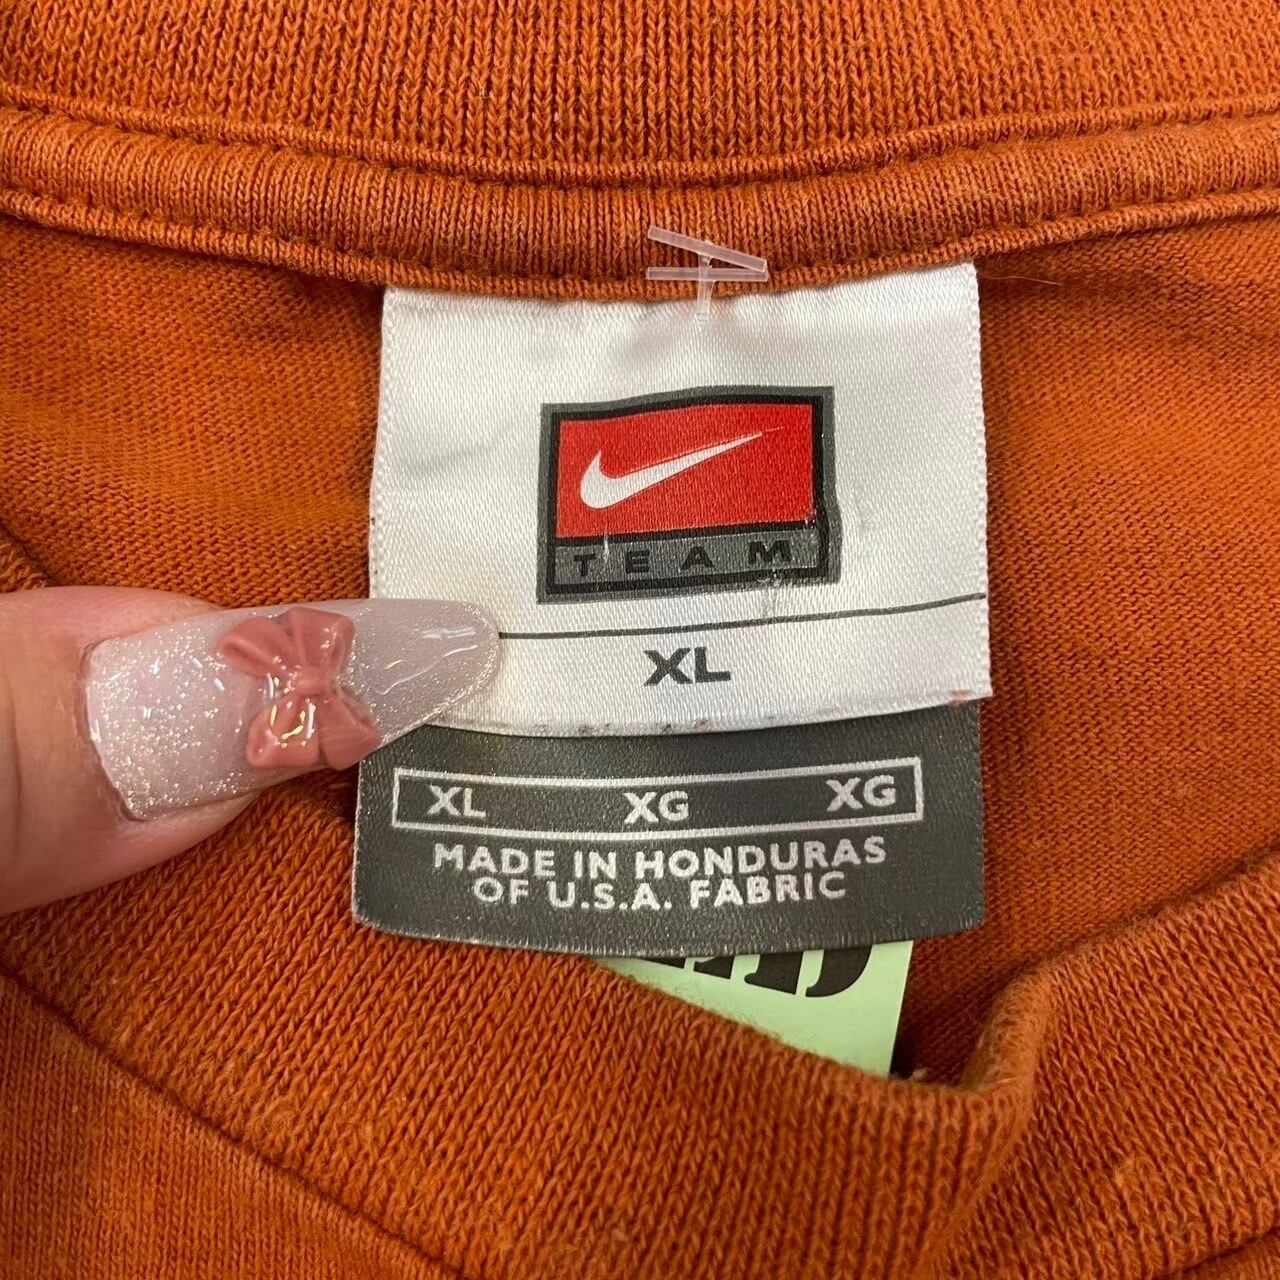 TEAM
XL
XL XG XG
MADE IN HONDURAS
OF U.S.A. FABRIC